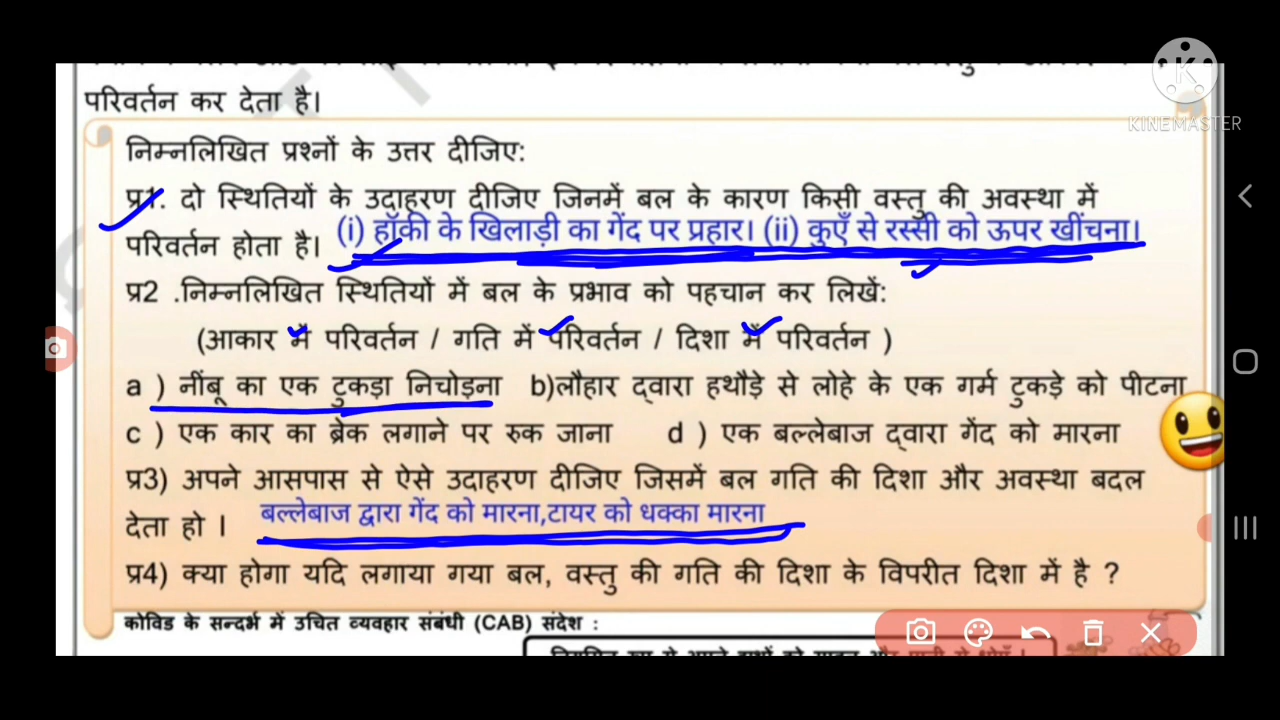 परिवर्तन कर देता है।
KINEMASTER
निम्नलिखित प्रश्नों के उत्तर दीजिए:
प्र1. दो स्थितियों के उदाहरण दीजिए जिनमें बल के कारण किसी वस्तु की अवस्था में
परिवर्तन होता है। (i) हॉकी के खिलाड़ी का गेंद पर प्रहार। (ii) कुएँ से रस्सी को ऊपर खींचना।
प्र2 .निम्नलिखित स्थितियों में बल के प्रभाव को पहचान कर लिखें:
(आकार में परिवर्तन / गति में परिवर्तन / दिशा में परिवर्तन )
a ) नींबू का एक टुकड़ा निचोड़ना b)लौहार द्वारा हथौड़े से लोहे के एक गर्म टुकड़े को पीटना
c ) एक कार का ब्रेक लगाने पर रुक जाना d ) एक बल्लेबाज द्वारा गेंद को मारना
प्र3) अपने आसपास से ऐसे उदाहरण दीजिए जिसमें बल गति की दिशा और अवस्था बदल
देता हो । बल्लेबाज द्वारा गेंद को मारना,टायर को धक्का मारना
प्र4) क्या होगा यदि लगाया गया बल, वस्तु की गति की दिशा के विपरीत दिशा में है ?
कोविड के सन्दर्भ में उचित व्यवहार संबंधी (CAB) संदेश :